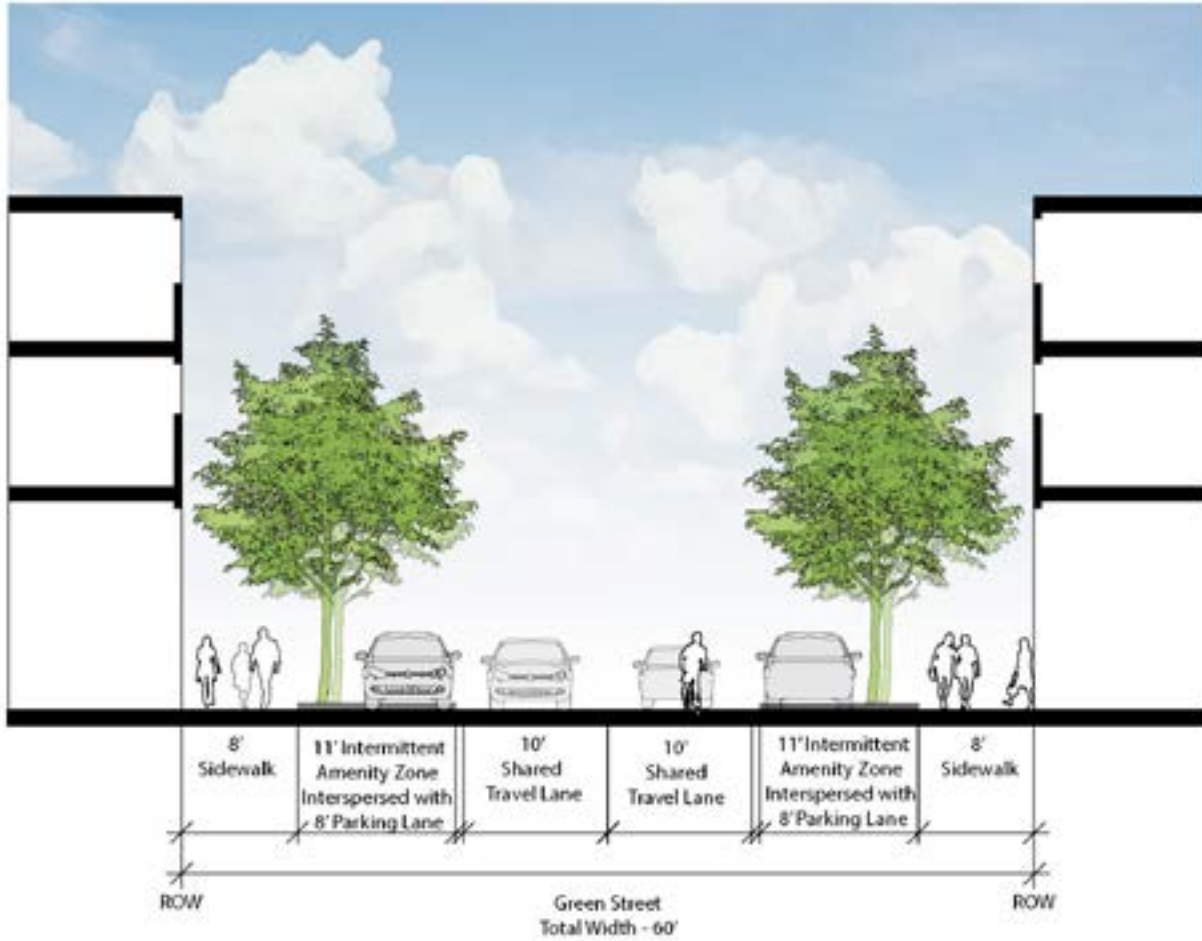 8'
Sidewalk
11' Intermittent
Amenity Zone
Interspersed with
8' Parking Lane
10'
Shared
Travel Lane
10'
Shared
Travel Lane
11' Intermittent
Amenity Zone
Interspersed with
8' Parking Lane
8'
Sidewalk
ROW
Green Street
Total Width - 60'
ROW